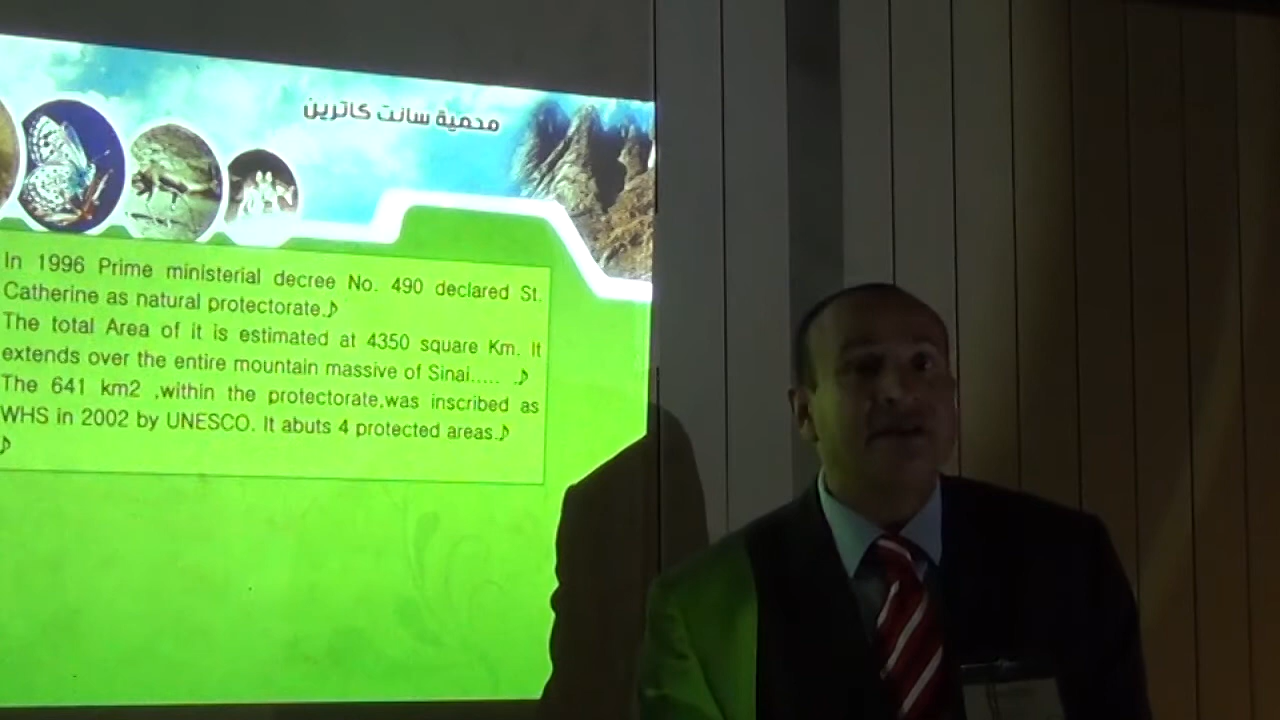 محمية سانت كاترين
In 1996 Prime ministerial decree No. 490 declared St.
Catherine as natural protectorate.♪
The total Area of it is estimated at 4350 square Km. It
extends over the entire mountain massive of Sinai..... .♪
The 641 km2 ,within the protectorate,was inscribed as
WHS in 2002 by UNESCO. It abuts 4 protected areas.♪
♪